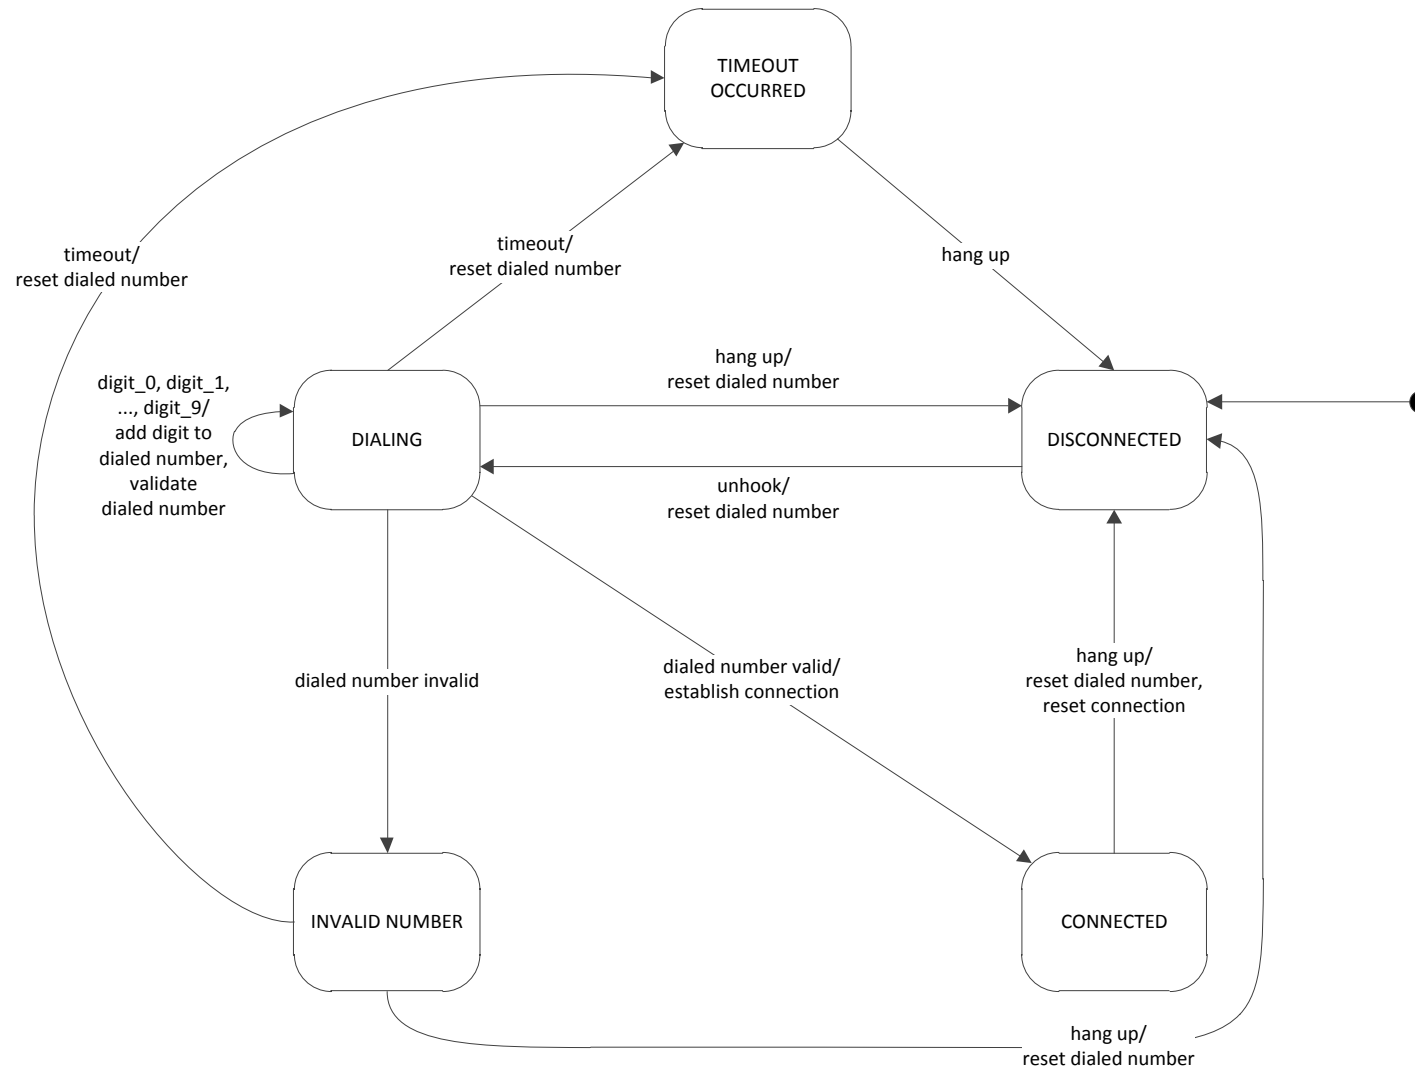 TIMEOUT
OCCURRED
timeout/
reset dialed number
timeout/
reset dialed number
hang up
digit_0, digit_1,
..., digit_9/
add digit to
dialed number,
validate
dialed number
DIALING
hang up/
reset dialed number
DISCONNECTED
unhook/
reset dialed number
dialed number invalid
dialed number valid/
establish connection
hang up/
reset dialed number,
reset connection
INVALID NUMBER
CONNECTED
hang up/
reset dialed number